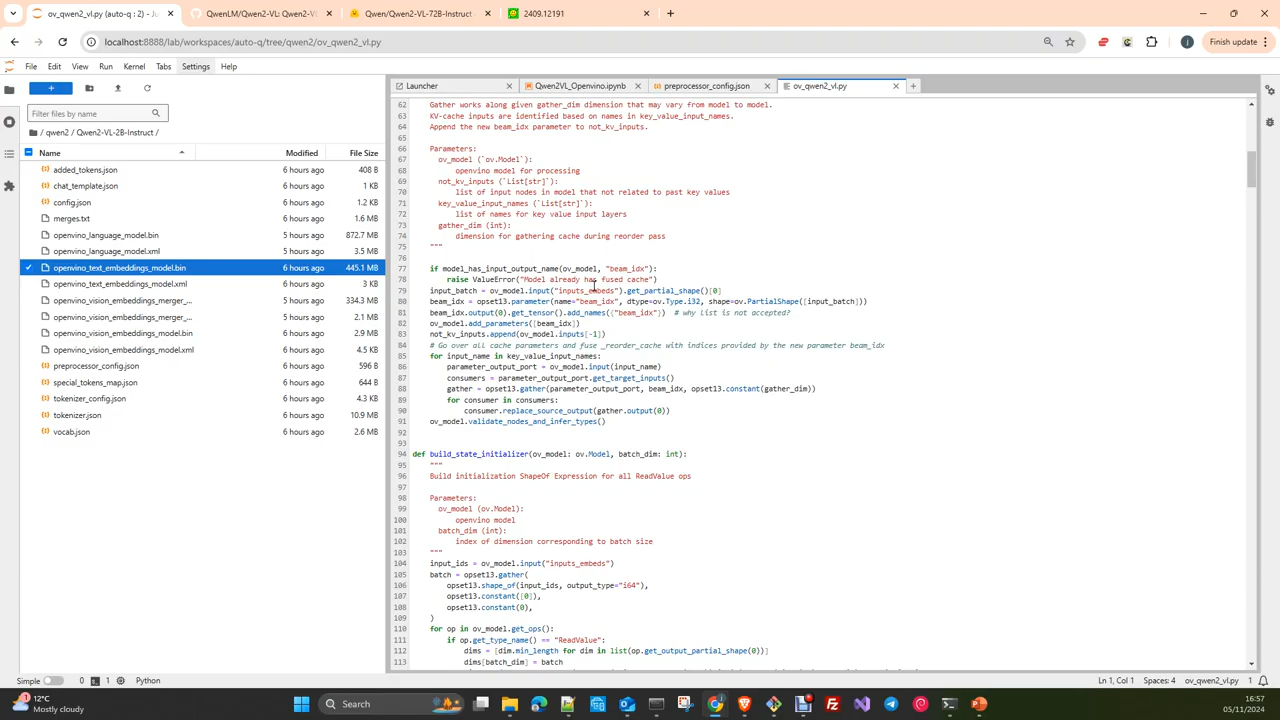 ov_qwen2_vl.py (auto-q : 2) - Ju
QwenLM/Qwen2-VL: Qwen2-VL
Qwen/Qwen2-VL-72B-Instruct
2409.12191
localhost:8888/lab/workspaces/auto-q/tree/qwen2/ov_qwen2_vl.py
Finish update
File Edit View Run Kernel Tabs Settings Help
Launcher
Qwen2VL_Openvino.ipynb
preprocessor_config.json
ov_qwen2_vl.py
Filter files by name
/ qwen2 / Qwen2-VL-2B-Instruct /
Name Modified File Size
added_tokens.json 6 hours ago 408 B
chat_template.json 6 hours ago 1 KB
config.json 6 hours ago 1.2 KB
merges.txt 6 hours ago 1.6 MB
openvino_language_model.bin 5 hours ago 872.7 MB
openvino_language_model.xml 5 hours ago 3.5 MB
openvino_text_embeddings_model.bin 6 hours ago 445.1 MB
openvino_text_embeddings_model.xml 6 hours ago 3 KB
openvino_vision_embeddings_merger_... 6 hours ago 334.3 MB
openvino_vision_embeddings_merger_... 6 hours ago 2.1 MB
openvino_vision_embeddings_model.bin 6 hours ago 2.9 MB
openvino_vision_embeddings_model.xml 6 hours ago 4.5 KB
preprocessor_config.json 6 hours ago 596 B
special_tokens_map.json 6 hours ago 644 B
tokenizer_config.json 6 hours ago 4.3 KB
tokenizer.json 6 hours ago 10.9 MB
vocab.json 6 hours ago 2.6 MB
62 Gather works along given gather_dim dimension that may vary from model to model.
63 KV-cache inputs are identified based on names in key_value_input_names.
64 Append the new beam_idx parameter to not_kv_inputs.
65
66 Parameters:
67 ov_model (`ov.Model`):
68 openvino model for processing
69 not_kv_inputs (`List[str]`):
70 list of input nodes in model that not related to past key values
71 key_value_input_names (`List[str]`):
72 list of names for key value input layers
73 gather_dim (int):
74 dimension for gathering cache during reorder pass
75 """
76
77 if model_has_input_output_name(ov_model, "beam_idx"):
78 raise ValueError("Model already has fused cache")
79 input_batch = ov_model.input("inputs_embeds").get_partial_shape()[0]
80 beam_idx = opset13.parameter(name="beam_idx", dtype=ov.Type.i32, shape=ov.PartialShape([input_batch]))
81 beam_idx.output(0).get_tensor().add_names({"beam_idx"}) # why list is not accepted?
82 ov_model.add_parameters([beam_idx])
83 not_kv_inputs.append(ov_model.inputs[-1])
84 # Go over all cache parameters and fuse _reorder_cache with indices provided by the new parameter beam_idx
85 for input_name in key_value_input_names:
86 parameter_output_port = ov_model.input(input_name)
87 consumers = parameter_output_port.get_target_inputs()
88 gather = opset13.gather(parameter_output_port, beam_idx, opset13.constant(gather_dim))
89 for consumer in consumers:
90 consumer.replace_source_output(gather.output(0))
91 ov_model.validate_nodes_and_infer_types()
92
93
94 def build_state_initializer(ov_model: ov.Model, batch_dim: int):
95 """
96 Build initialization ShapeOf Expression for all ReadValue ops
97
98 Parameters:
99 ov_model (ov.Model):
100 openvino model
101 batch_dim (int):
102 index of dimension corresponding to batch size
103 """
104 input_ids = ov_model.input("inputs_embeds")
105 batch = opset13.gather(
106 opset13.shape_of(input_ids, output_type="i64"),
107 opset13.constant([0]),
108 opset13.constant(0),
109 )
110 for op in ov_model.get_ops():
111 if op.get_type_name() == "ReadValue":
112 dims = [dim.min_length for dim in list(op.get_output_partial_shape(0))]
113 dims[batch_dim] = batch
Simple 0 1 Python Ln 1, Col 1 Spaces: 4 ov_qwen2_vl.py 1
12°C
Mostly cloudy
Search
16:57
05/11/2024